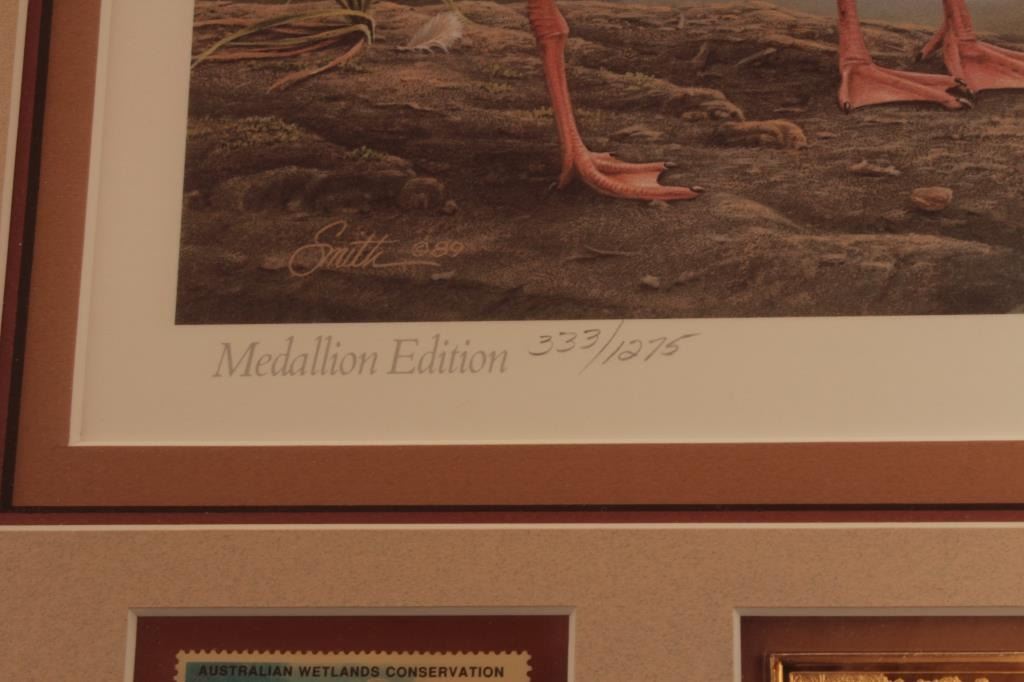 Smith © 89
Medallion Edition 333/1275
AUSTRALIAN WETLANDS CONSERVATION